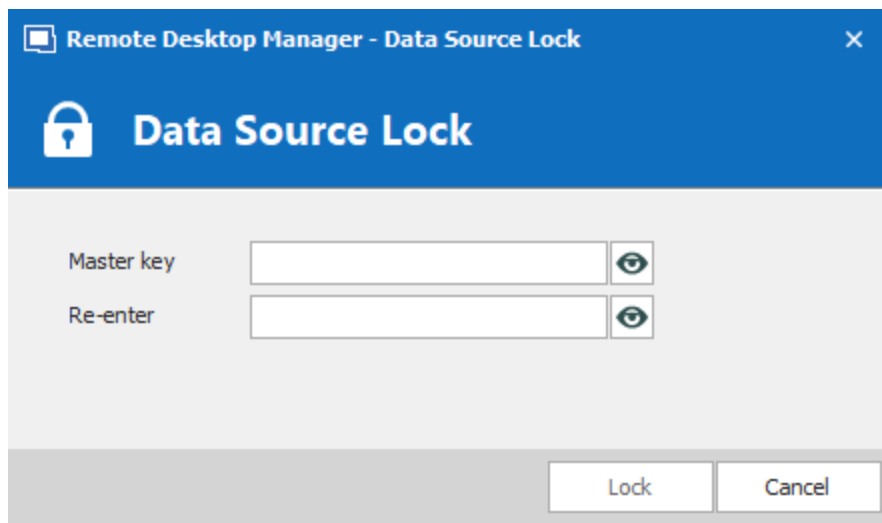 Remote Desktop Manager - Data Source Lock
Data Source Lock
Master key
Re-enter
Lock Cancel